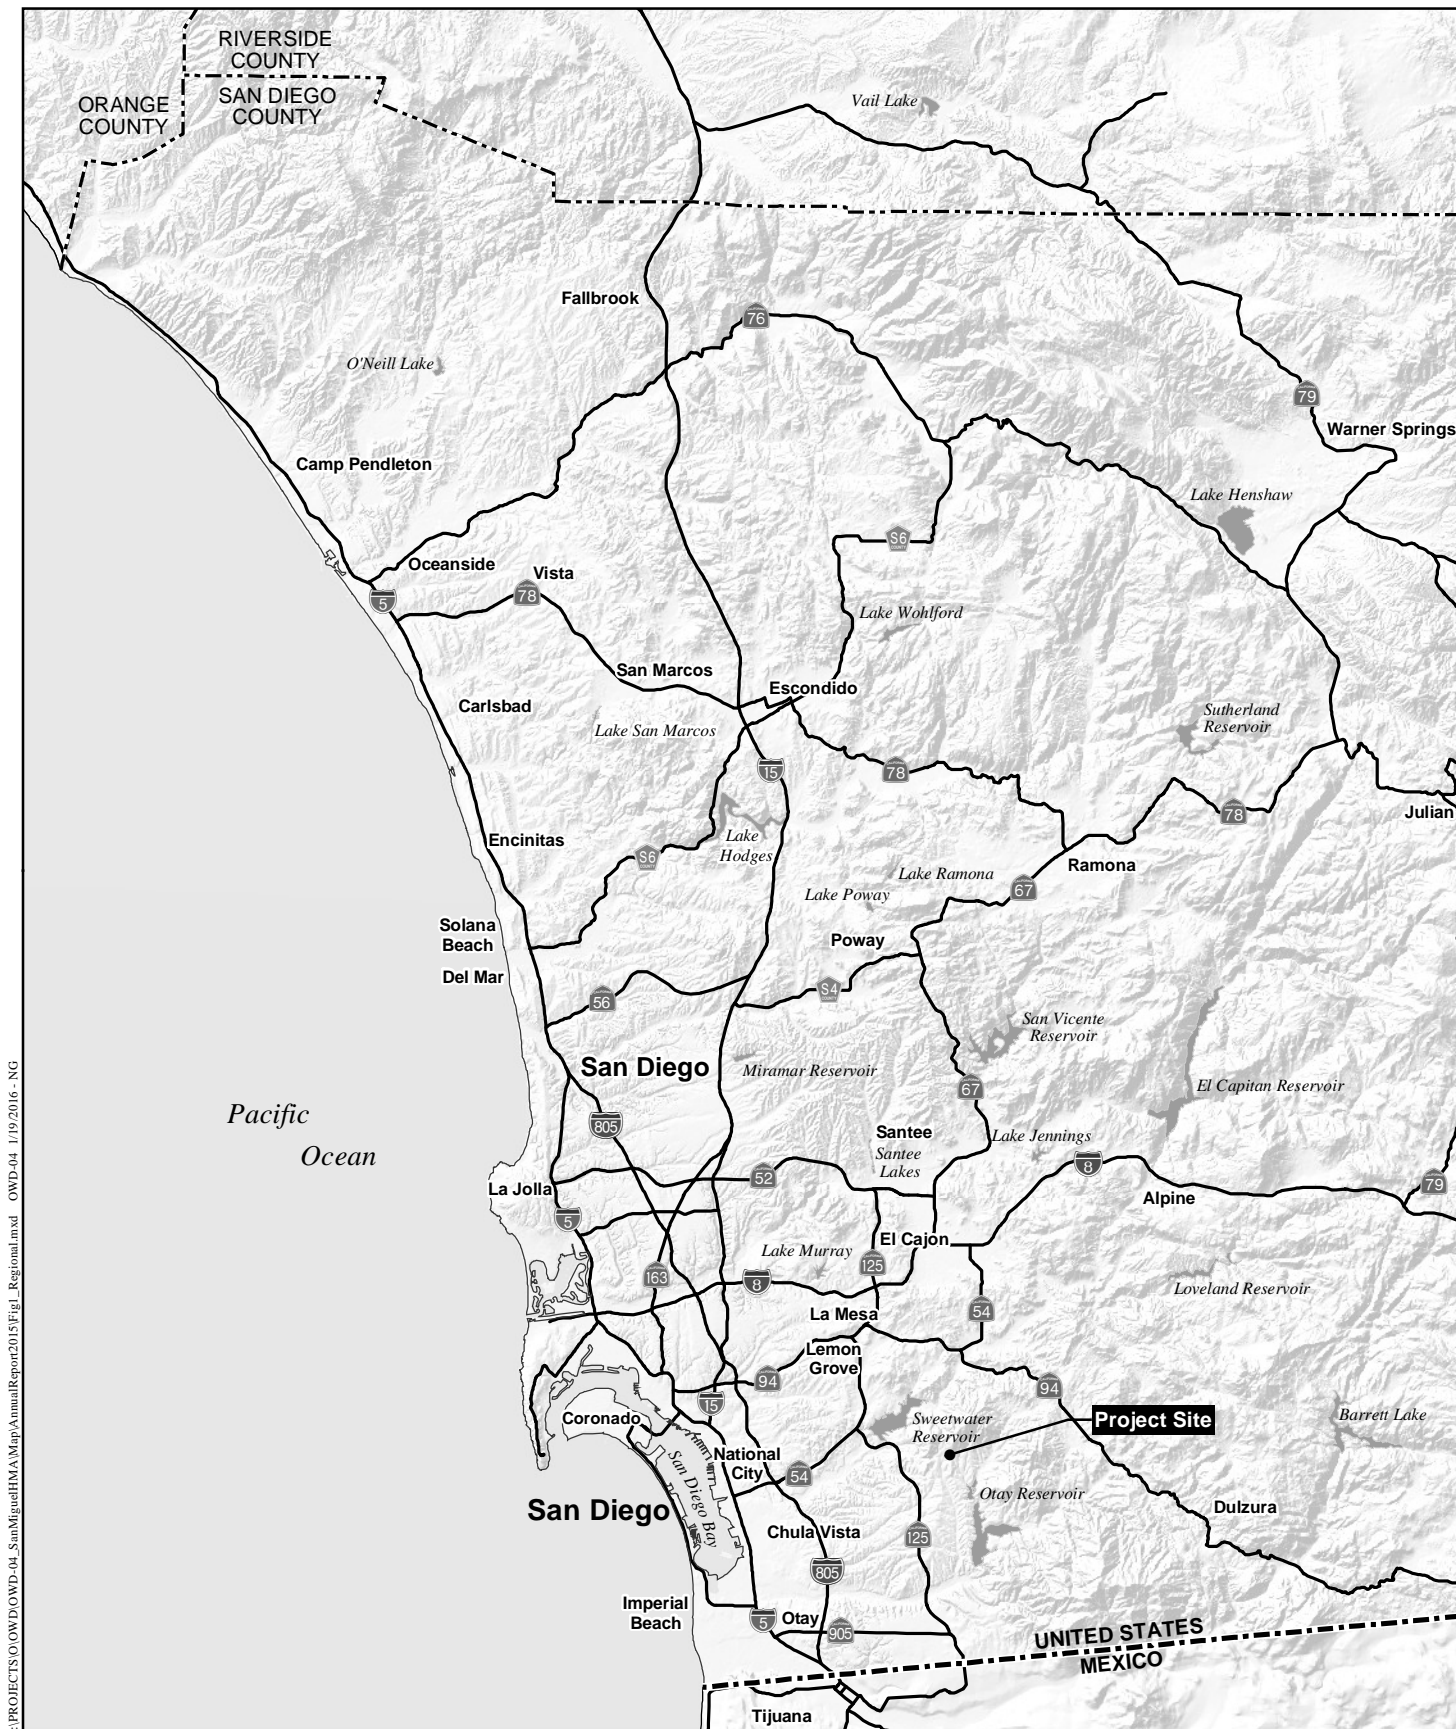 RIVERSIDE
COUNTY
ORANGE
COUNTY
SAN DIEGO
COUNTY
Vail Lake
Fallbrook
76
O'Neill Lake
79
Warner Springs
Camp Pendleton
Lake Henshaw
S6
COUNTY
Oceanside
Vista
78
5
Lake Wohlford
San Marcos
Escondido
Carlsbad
Lake San Marcos
Sutherland
Reservoir
15
78
78
Julian
Encinitas
Lake
Hodges
S6
COUNTY
Ramona
Lake Ramona
67
Lake Poway
Solana
Beach
Poway
Del Mar
56
S4
COUNTY
San Vicente
Reservoir
San Diego
Miramar Reservoir
67
El Capitan Reservoir
Pacific
Ocean
805
Santee
Santee
Lakes
Lake Jennings
8
52
79
La Jolla
Alpine
5
El Cajon
Lake Murray
125
163
8
Loveland Reservoir
La Mesa
54
Lemon
Grove
94
94
15
Coronado
Sweetwater
Reservoir
Project Site
Barrett Lake
National
City
54
San Diego Bay
Otay Reservoir
San Diego
Dulzura
Chula Vista
125
805
Imperial
Beach
5
Otay
905
UNITED STATES
MEXICO
Tijuana
:\PROJECTS\O\OWD\OWD-04_SanMiguelHMA\Map\AnnualReport2015\Fig1_Regional.mxd OWD-04 1/19/2016 - NG